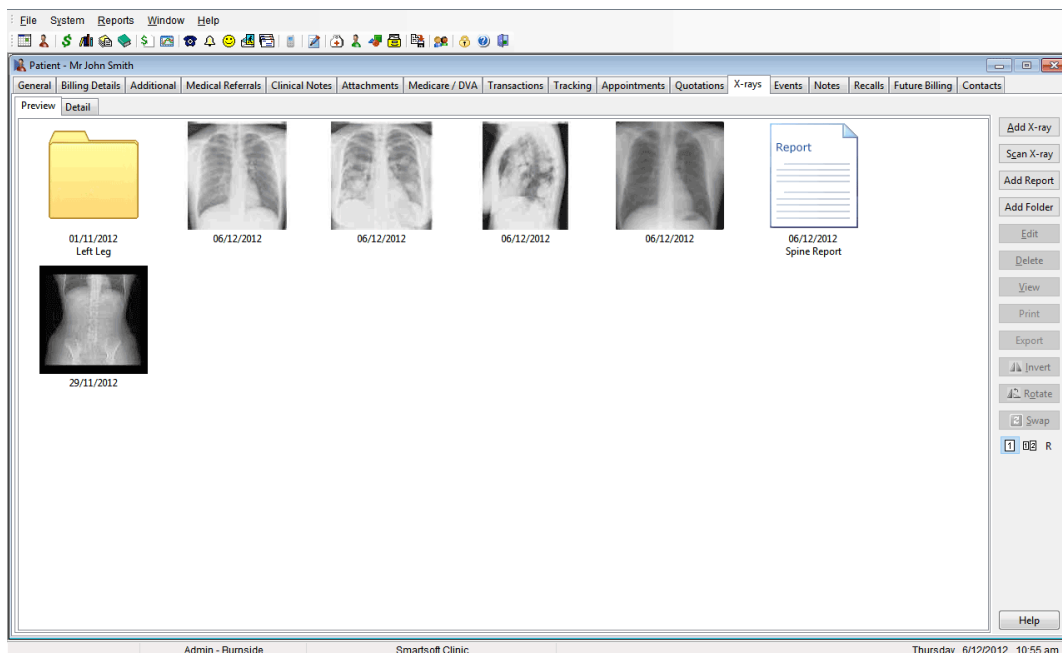 File System Reports Window Help
Patient - Mr John Smith
General Billing Details Additional Medical Referrals Clinical Notes Attachments Medicare / DVA Transactions Tracking Appointments Quotations X-rays Events Notes Recalls Future Billing Contacts
Preview Detail
Add X-ray
Scan X-ray
Add Report
Add Folder
Edit
Delete
View
Print
Export
Invert
Rotate
Swap
1 12 R
Report
01/11/2012
Left Leg
06/12/2012
06/12/2012
06/12/2012
06/12/2012
06/12/2012
Spine Report
29/11/2012
Help
Admin - Burnside Smartsoft Clinic Thursday 6/12/2012 10:55 am